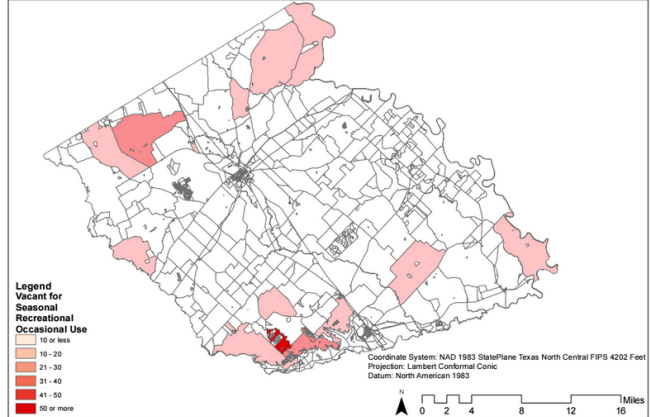 Legend
Vacant for
Seasonal
Recreational
Occasional Use
10 or less
10 - 20
21 - 30
31 - 40
41 - 50
50 or more
Coordinate System: NAD 1983 StatePlane Texas North Central FIPS 4202 Feet
Projection: Lambert Conformal Conic
Datum: North American 1983
N
Miles
0 2 4 8 12 16